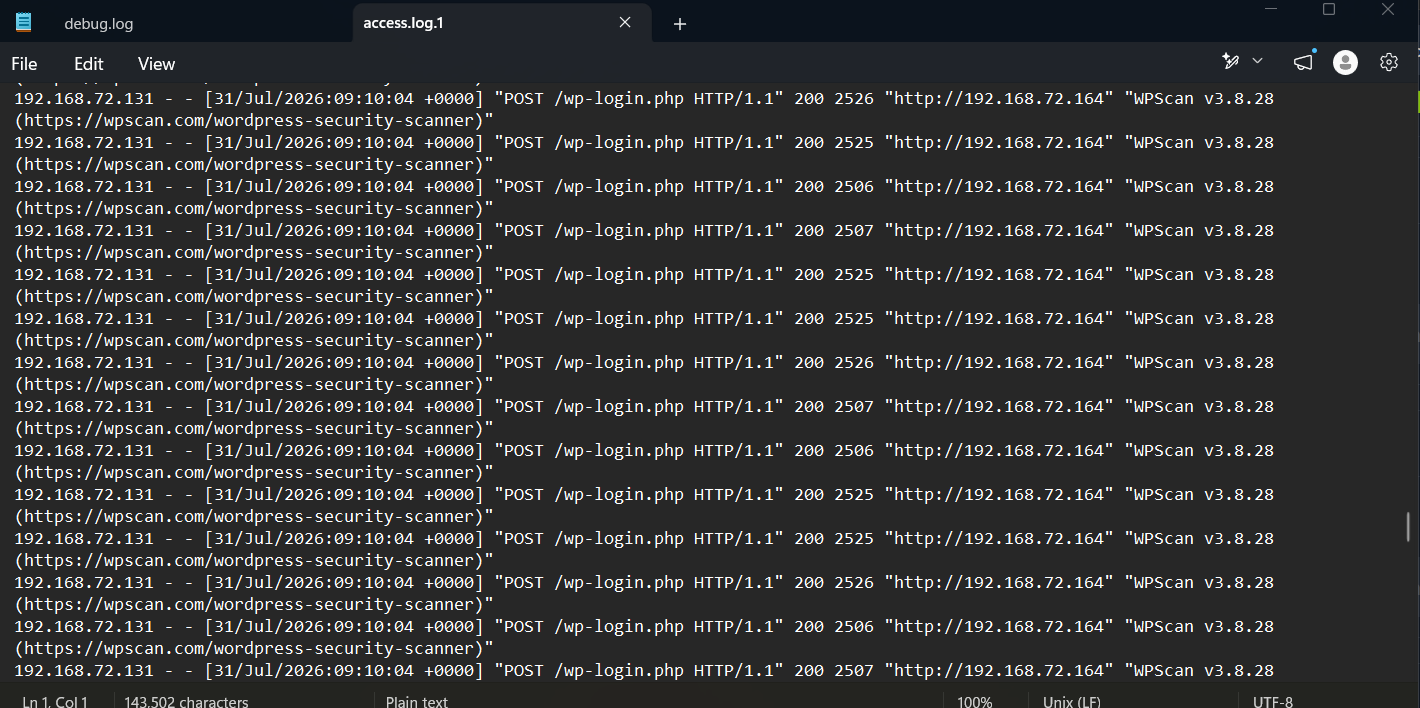 debug.log access.log.1
File Edit View
192.168.72.131 - - [31/Jul/2026:09:10:04 +0000] "POST /wp-login.php HTTP/1.1" 200 2526 "http://192.168.72.164" "WPScan v3.8.28
(https://wpscan.com/wordpress-security-scanner)"
192.168.72.131 - - [31/Jul/2026:09:10:04 +0000] "POST /wp-login.php HTTP/1.1" 200 2525 "http://192.168.72.164" "WPScan v3.8.28
(https://wpscan.com/wordpress-security-scanner)"
192.168.72.131 - - [31/Jul/2026:09:10:04 +0000] "POST /wp-login.php HTTP/1.1" 200 2506 "http://192.168.72.164" "WPScan v3.8.28
(https://wpscan.com/wordpress-security-scanner)"
192.168.72.131 - - [31/Jul/2026:09:10:04 +0000] "POST /wp-login.php HTTP/1.1" 200 2507 "http://192.168.72.164" "WPScan v3.8.28
(https://wpscan.com/wordpress-security-scanner)"
192.168.72.131 - - [31/Jul/2026:09:10:04 +0000] "POST /wp-login.php HTTP/1.1" 200 2525 "http://192.168.72.164" "WPScan v3.8.28
(https://wpscan.com/wordpress-security-scanner)"
192.168.72.131 - - [31/Jul/2026:09:10:04 +0000] "POST /wp-login.php HTTP/1.1" 200 2525 "http://192.168.72.164" "WPScan v3.8.28
(https://wpscan.com/wordpress-security-scanner)"
192.168.72.131 - - [31/Jul/2026:09:10:04 +0000] "POST /wp-login.php HTTP/1.1" 200 2526 "http://192.168.72.164" "WPScan v3.8.28
(https://wpscan.com/wordpress-security-scanner)"
192.168.72.131 - - [31/Jul/2026:09:10:04 +0000] "POST /wp-login.php HTTP/1.1" 200 2507 "http://192.168.72.164" "WPScan v3.8.28
(https://wpscan.com/wordpress-security-scanner)"
192.168.72.131 - - [31/Jul/2026:09:10:04 +0000] "POST /wp-login.php HTTP/1.1" 200 2506 "http://192.168.72.164" "WPScan v3.8.28
(https://wpscan.com/wordpress-security-scanner)"
192.168.72.131 - - [31/Jul/2026:09:10:04 +0000] "POST /wp-login.php HTTP/1.1" 200 2525 "http://192.168.72.164" "WPScan v3.8.28
(https://wpscan.com/wordpress-security-scanner)"
192.168.72.131 - - [31/Jul/2026:09:10:04 +0000] "POST /wp-login.php HTTP/1.1" 200 2525 "http://192.168.72.164" "WPScan v3.8.28
(https://wpscan.com/wordpress-security-scanner)"
192.168.72.131 - - [31/Jul/2026:09:10:04 +0000] "POST /wp-login.php HTTP/1.1" 200 2526 "http://192.168.72.164" "WPScan v3.8.28
(https://wpscan.com/wordpress-security-scanner)"
192.168.72.131 - - [31/Jul/2026:09:10:04 +0000] "POST /wp-login.php HTTP/1.1" 200 2506 "http://192.168.72.164" "WPScan v3.8.28
(https://wpscan.com/wordpress-security-scanner)"
192.168.72.131 - - [31/Jul/2026:09:10:04 +0000] "POST /wp-login.php HTTP/1.1" 200 2507 "http://192.168.72.164" "WPScan v3.8.28
Ln 1, Col 1 143,502 characters Plain text 100% Unix (LF) UTF-8